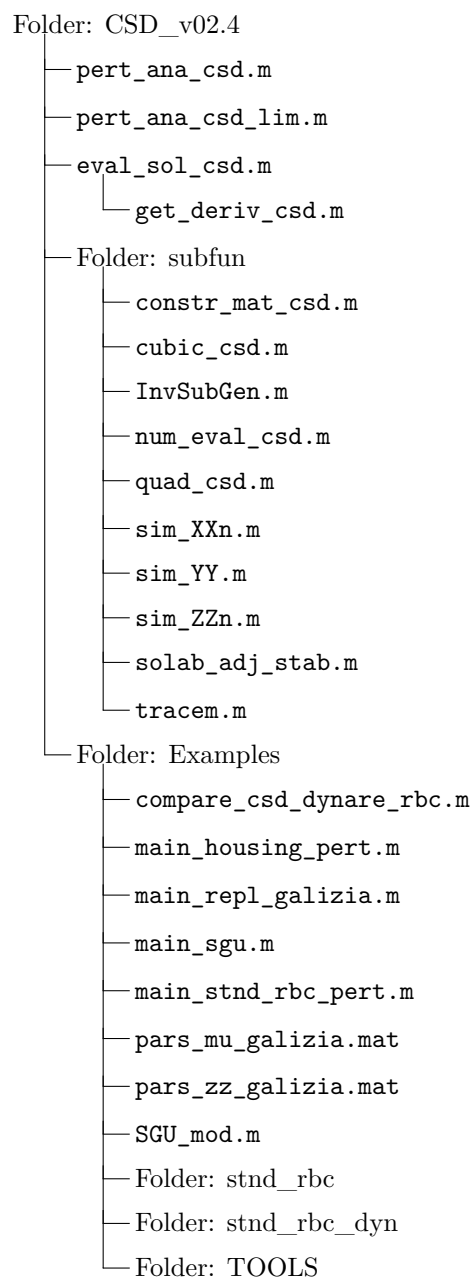 Folder: CSD_v02.4
pert_ana_csd.m
pert_ana_csd_lim.m
eval_sol_csd.m
get_deriv_csd.m
Folder: subfun
constr_mat_csd.m
cubic_csd.m
InvSubGen.m
num_eval_csd.m
quad_csd.m
sim_XXn.m
sim_YY.m
sim_ZZn.m
solab_adj_stab.m
tracem.m
Folder: Examples
compare_csd_dynare_rbc.m
main_housing_pert.m
main_repl_galizia.m
main_sgu.m
main_stnd_rbc_pert.m
pars_mu_galizia.mat
pars_zz_galizia.mat
SGU_mod.m
Folder: stnd_rbc
Folder: stnd_rbc_dyn
Folder: TOOLS